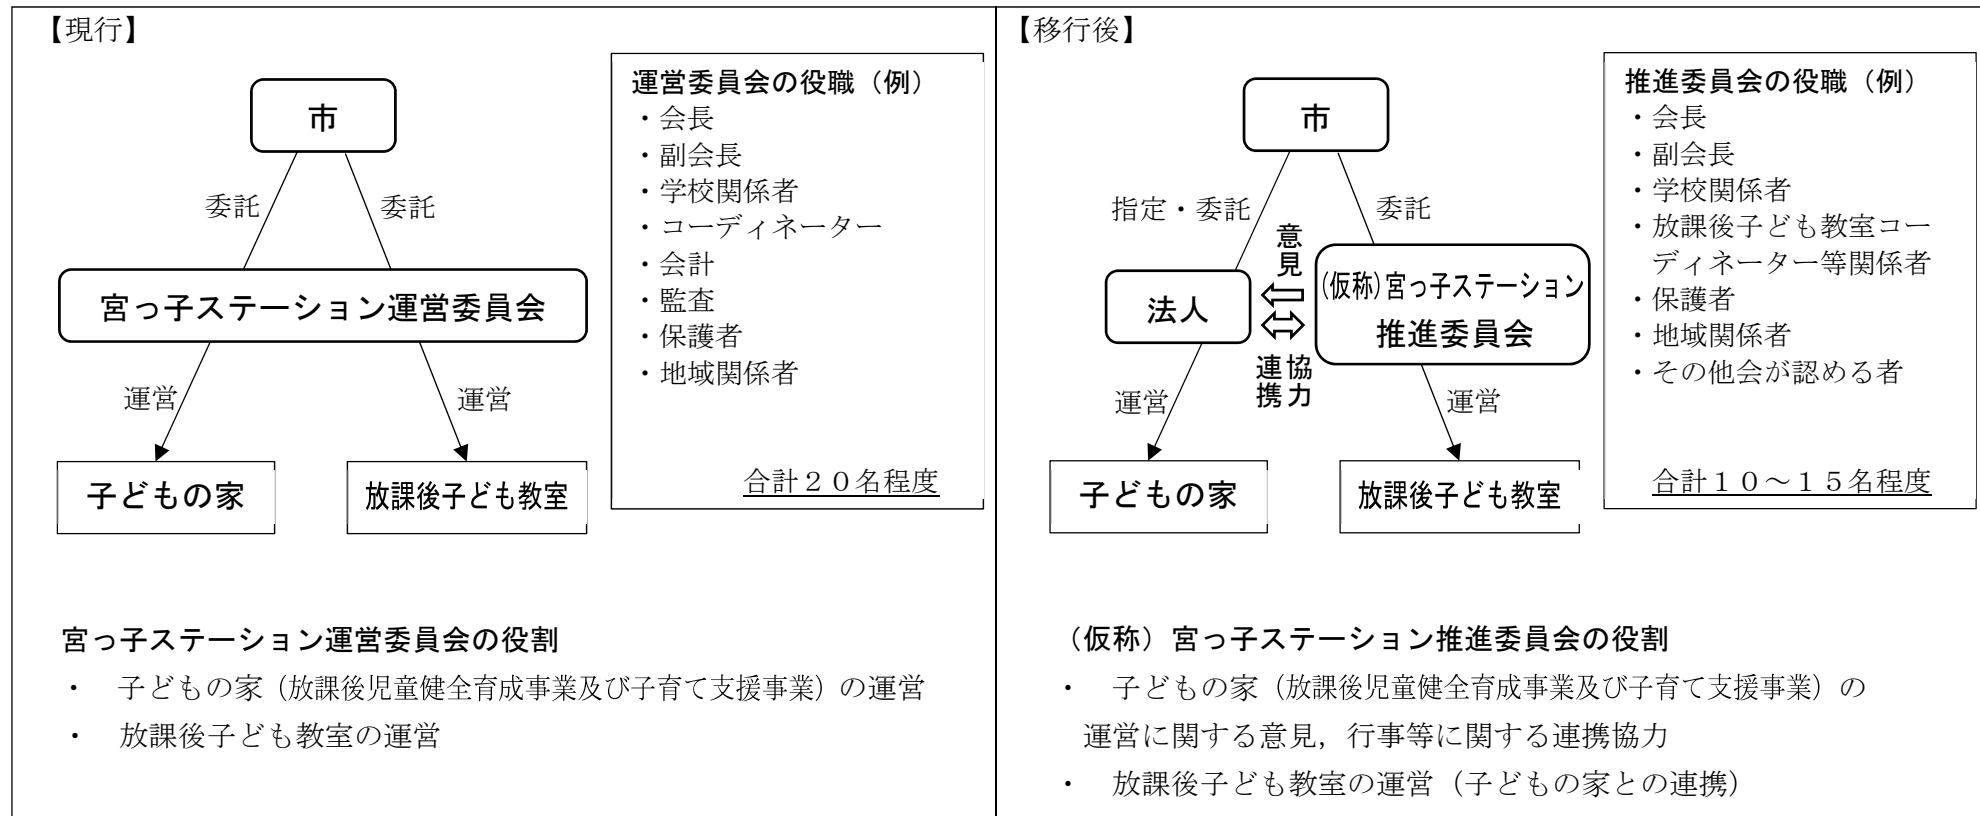 【現行】
市
委託
委託
宮っ子ステーション運営委員会
運営
運営
子どもの家
放課後子ども教室
運営委員会の役職（例）
・会長
・副会長
・学校関係者
・コーディネーター
・会計
・監査
・保護者
・地域関係者
合計２０名程度
宮っ子ステーション運営委員会の役割
・　子どもの家（放課後児童健全育成事業及び子育て支援事業）の運営
・　放課後子ども教室の運営
【移行後】
市
指定・委託
委託
意見
法人
（仮称）宮っ子ステーション
推進委員会
連携
協力
運営
運営
子どもの家
放課後子ども教室
推進委員会の役職（例）
・会長
・副会長
・学校関係者
・放課後子ども教室コー
ディネーター等関係者
・保護者
・地域関係者
・その他会が認める者
合計１０～１５名程度
（仮称）宮っ子ステーション推進委員会の役割
・　子どもの家（放課後児童健全育成事業及び子育て支援事業）の
運営に関する意見，行事等に関する連携協力
・　放課後子ども教室の運営（子どもの家との連携）